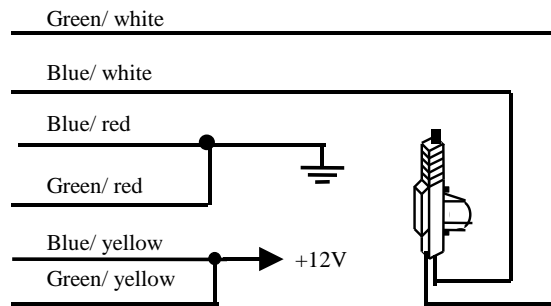 Green/ white
Blue/ white
Blue/ red
Green/ red
Blue/ yellow
+12V
Green/ yellow